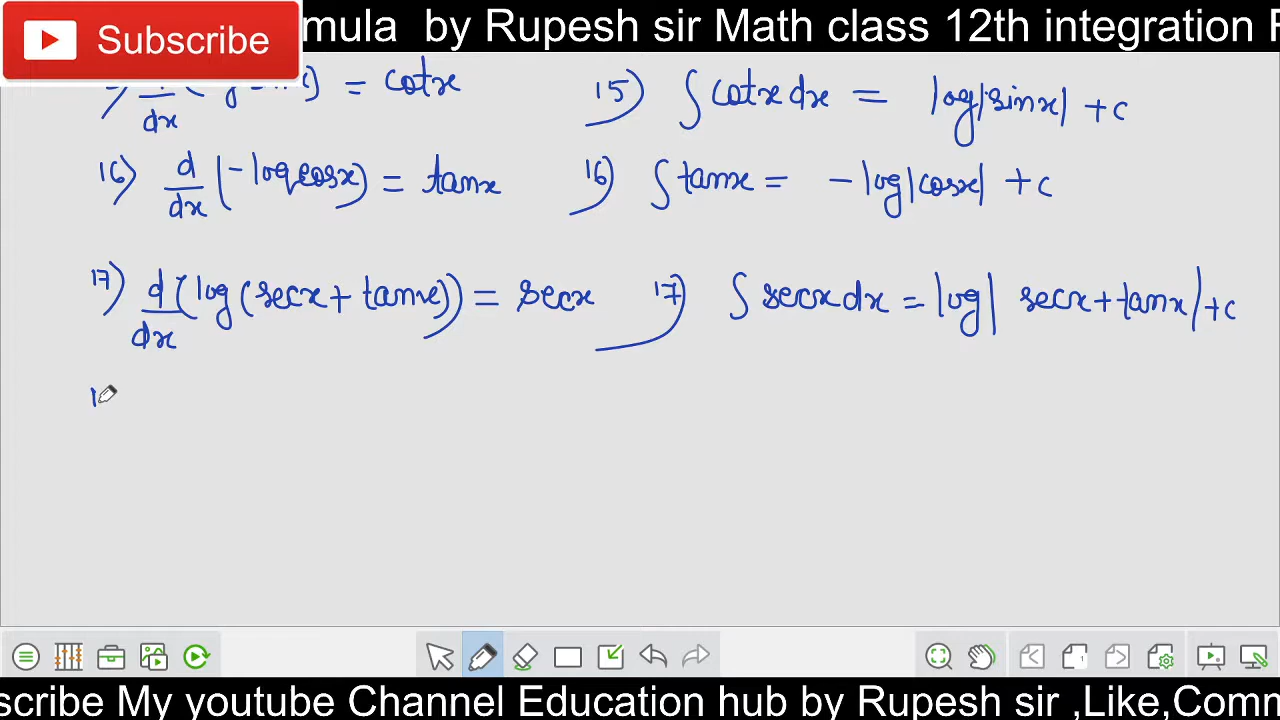 Subscribe
mula by Rupesh sir Math class 12th integration F
d/dx ( = cotx 15) ∫cotx dx = log|sinx| + c
16) d/dx (-log cosx) = tanx 16) ∫tanx = -log|cosx| + c
17) d/dx (log(secx + tanx)) = secx 17) ∫secx dx = log| secx + tanx| + c
1
scribe My youtube Channel Education hub by Rupesh sir ,Like,Comm